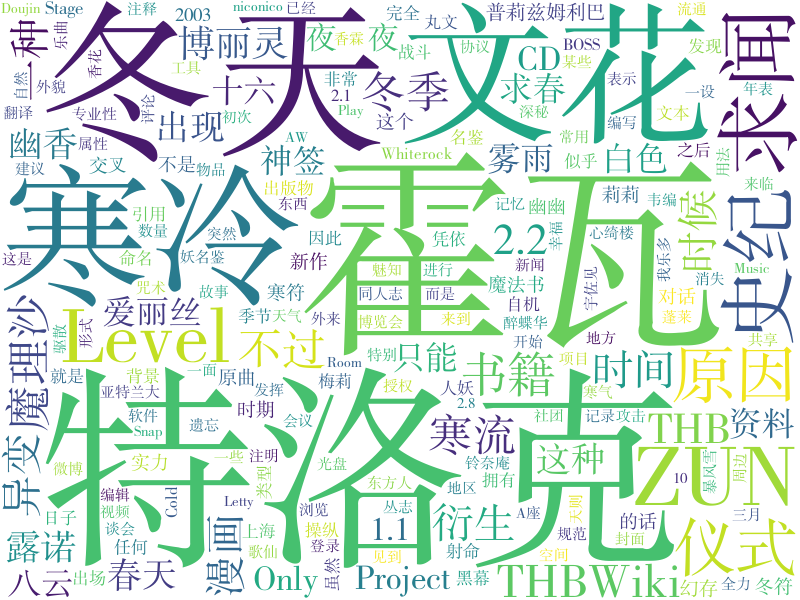 Doujin Stage 注释 2003 niconico 已经 完全 丸文 普莉兹姆利巴 流通
一种 乐曲 香花 博丽灵 夜 香霖 夜 战斗 CD 协议 BOSS 某些 发现
冬天 文花 求闻
自然 外貌 工具 非常 2.1 冬季 求春 表示 年表
翻译 专业性 评论 十六 初次 Play 这个 深秘 一设 文本
幽香 属性 出现 AW 名鉴 常用 编写 之后 用法
建议 交叉 不是 物品 神签 Whiterock 雾雨 似乎 白色
寒冷 霍瓦 史纪
引用 数量 东西 出版物 记忆 幽幽 莉莉 韦编 来临
这是 命名 突然 因此 凭依 2.2 幸福 心绮楼 时候 我乐多
妖名鉴 新作 魅知 进行 新闻 宇佐见 消失 Music
咒术 故事 寒符 同人志 而是 魔法书 自机 对话 蓬莱
驱散 形式 爱丽丝 季节 天气 外来 博览会 来到 醉蝶华 地方 共享
魔理沙 Level 不过 特别 只能 开始 项目 原因
就是 背景 一面 原曲 Room 梅莉 授权 人妖 2.8 书籍 寒气 时间
亚特兰大 发挥 社团 记录攻击
异变 软件 遗忘 时期 会议 THB 资料
特洛克 ZUN
微博 Snap 实力 注明 一些 光盘 寒流 铃奈庵 这种 10 暴风雪 周边
编辑 类型 东方人 地区 拥有 A座 天则 三月
露诺 日子 视频 谈会 Cold 漫画 上海 浏览 丛志 1.1 衍生 规范 的话 封面 仪式
任何 Letty 操纵 登录 见到 射命 空间
八云 出场 春天 歌仙 Only 虽然 Project 黑幕 THBWiki 幻存 全力 冬符